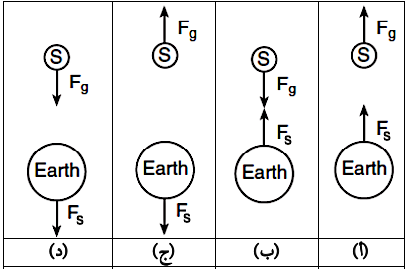 F_g F_g
S S S S
F_g F_g
F_s F_s
Earth Earth Earth Earth
F_s F_s
(د) (ج) (ب) (أ)